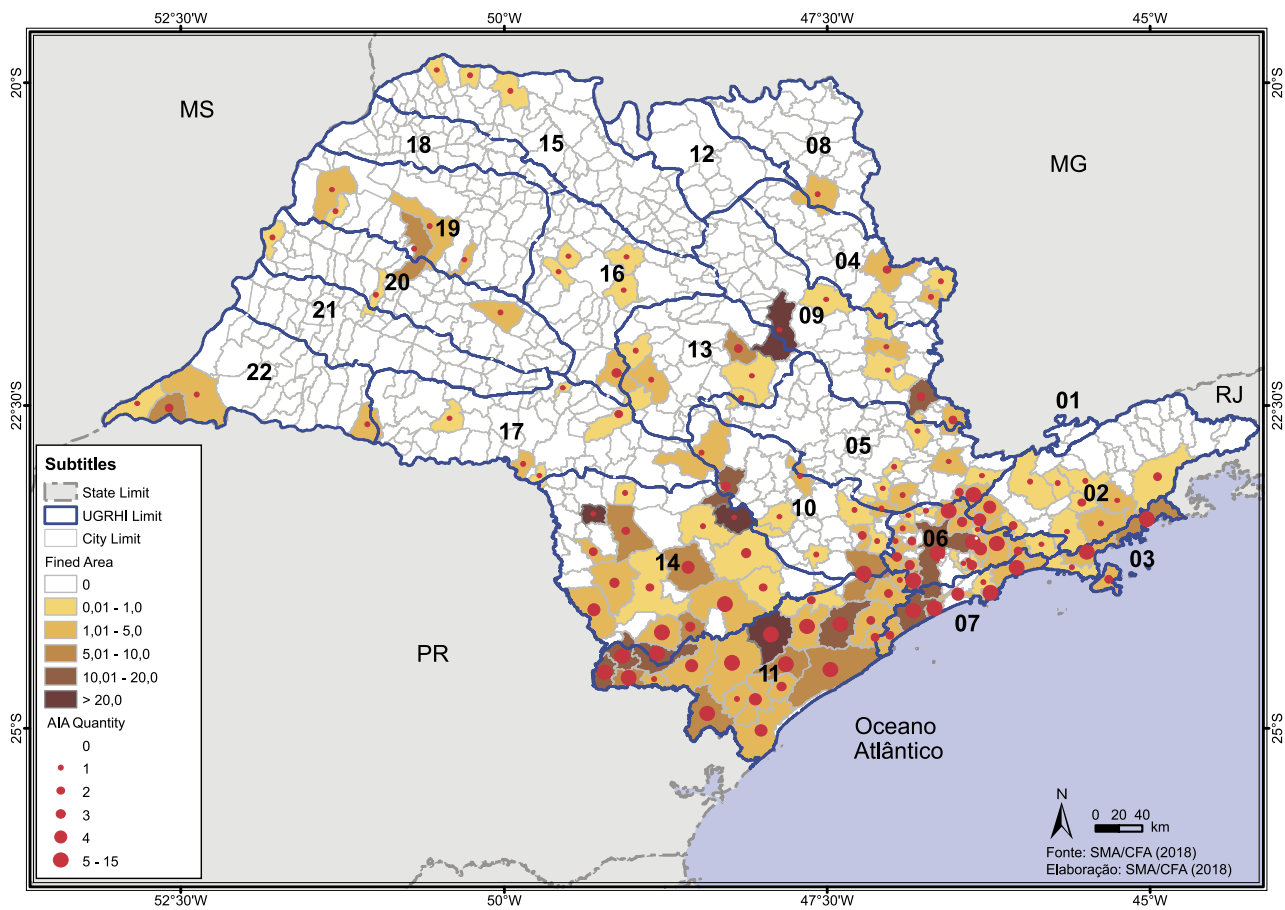 52°30'W
50°W
47°30'W
45°W
20°S
20°S
MS
18
15
12
08
MG
19
04
20
16
21
09
13
22
22°30'S
22°30'S
01
RJ
17
05
02
10
06
03
14
07
PR
11
25°S
25°S
Oceano
Atlântico
Subtitles
State Limit
UGRHI Limit
City Limit
Fined Area
0
0,01 - 1,0
1,01 - 5,0
5,01 - 10,0
10,01 - 20,0
> 20,0
AIA Quantity
0
1
2
3
4
5 - 15
N
0 20 40
km
Fonte: SMA/CFA (2018)
Elaboração: SMA/CFA (2018)
52°30'W
50°W
47°30'W
45°W